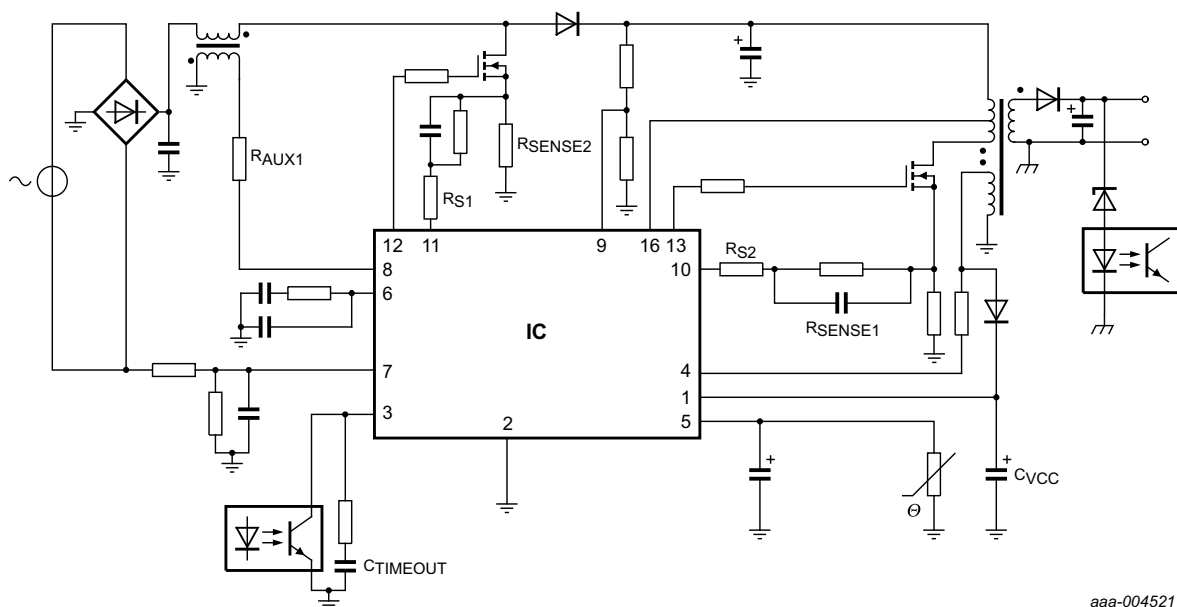 RAUX1
RSENSE2
RS1
12
11
9
16
13
8
10
RS2
6
IC
RSENSE1
7
4
1
3
2
5
CVCC
Θ
CTIMEOUT
aaa-004521